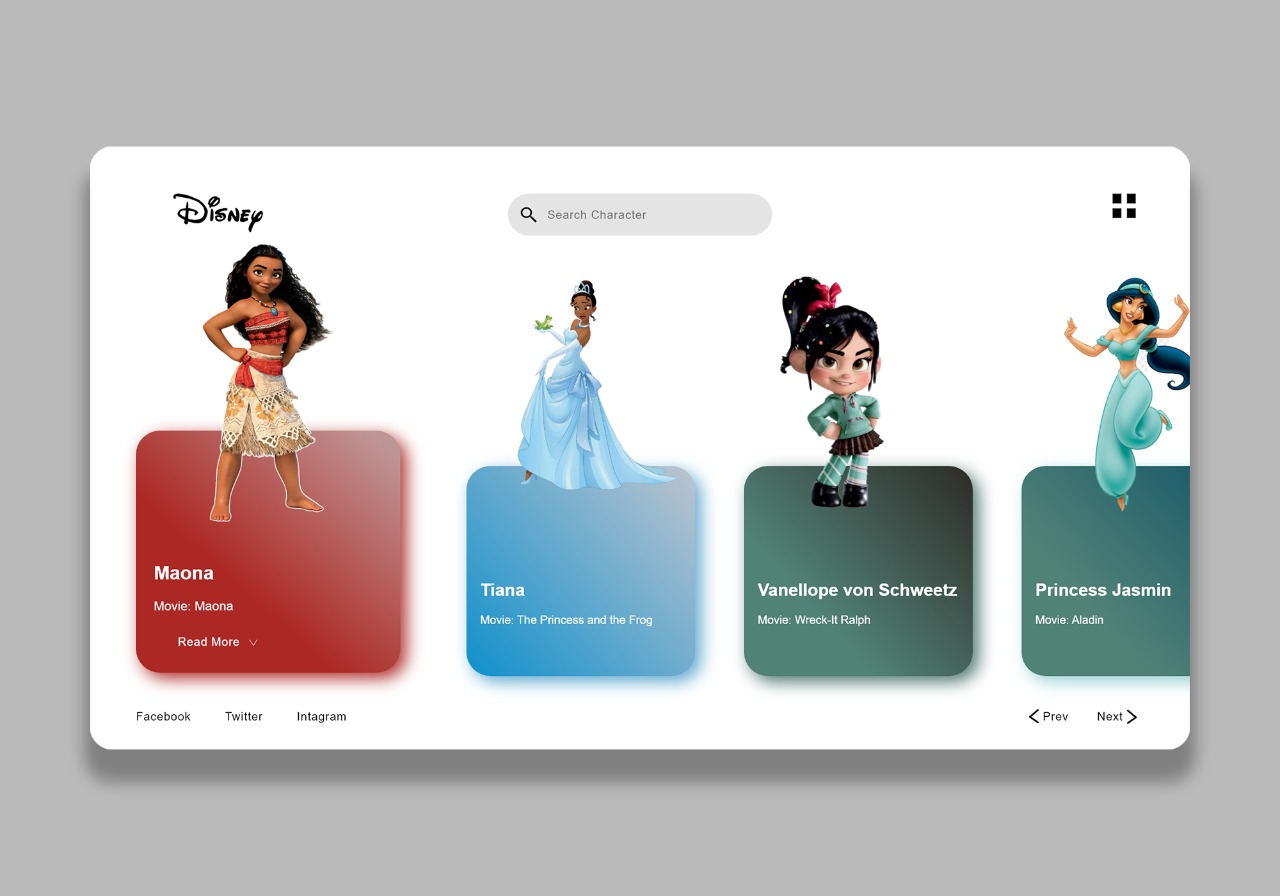 Disney
Search Character
Maona
Movie: Maona
Read More
Tiana
Movie: The Princess and the Frog
Vanellope von Schweetz
Movie: Wreck-It Ralph
Princess Jasmin
Movie: Aladin
Facebook Twitter Intagram
Prev Next